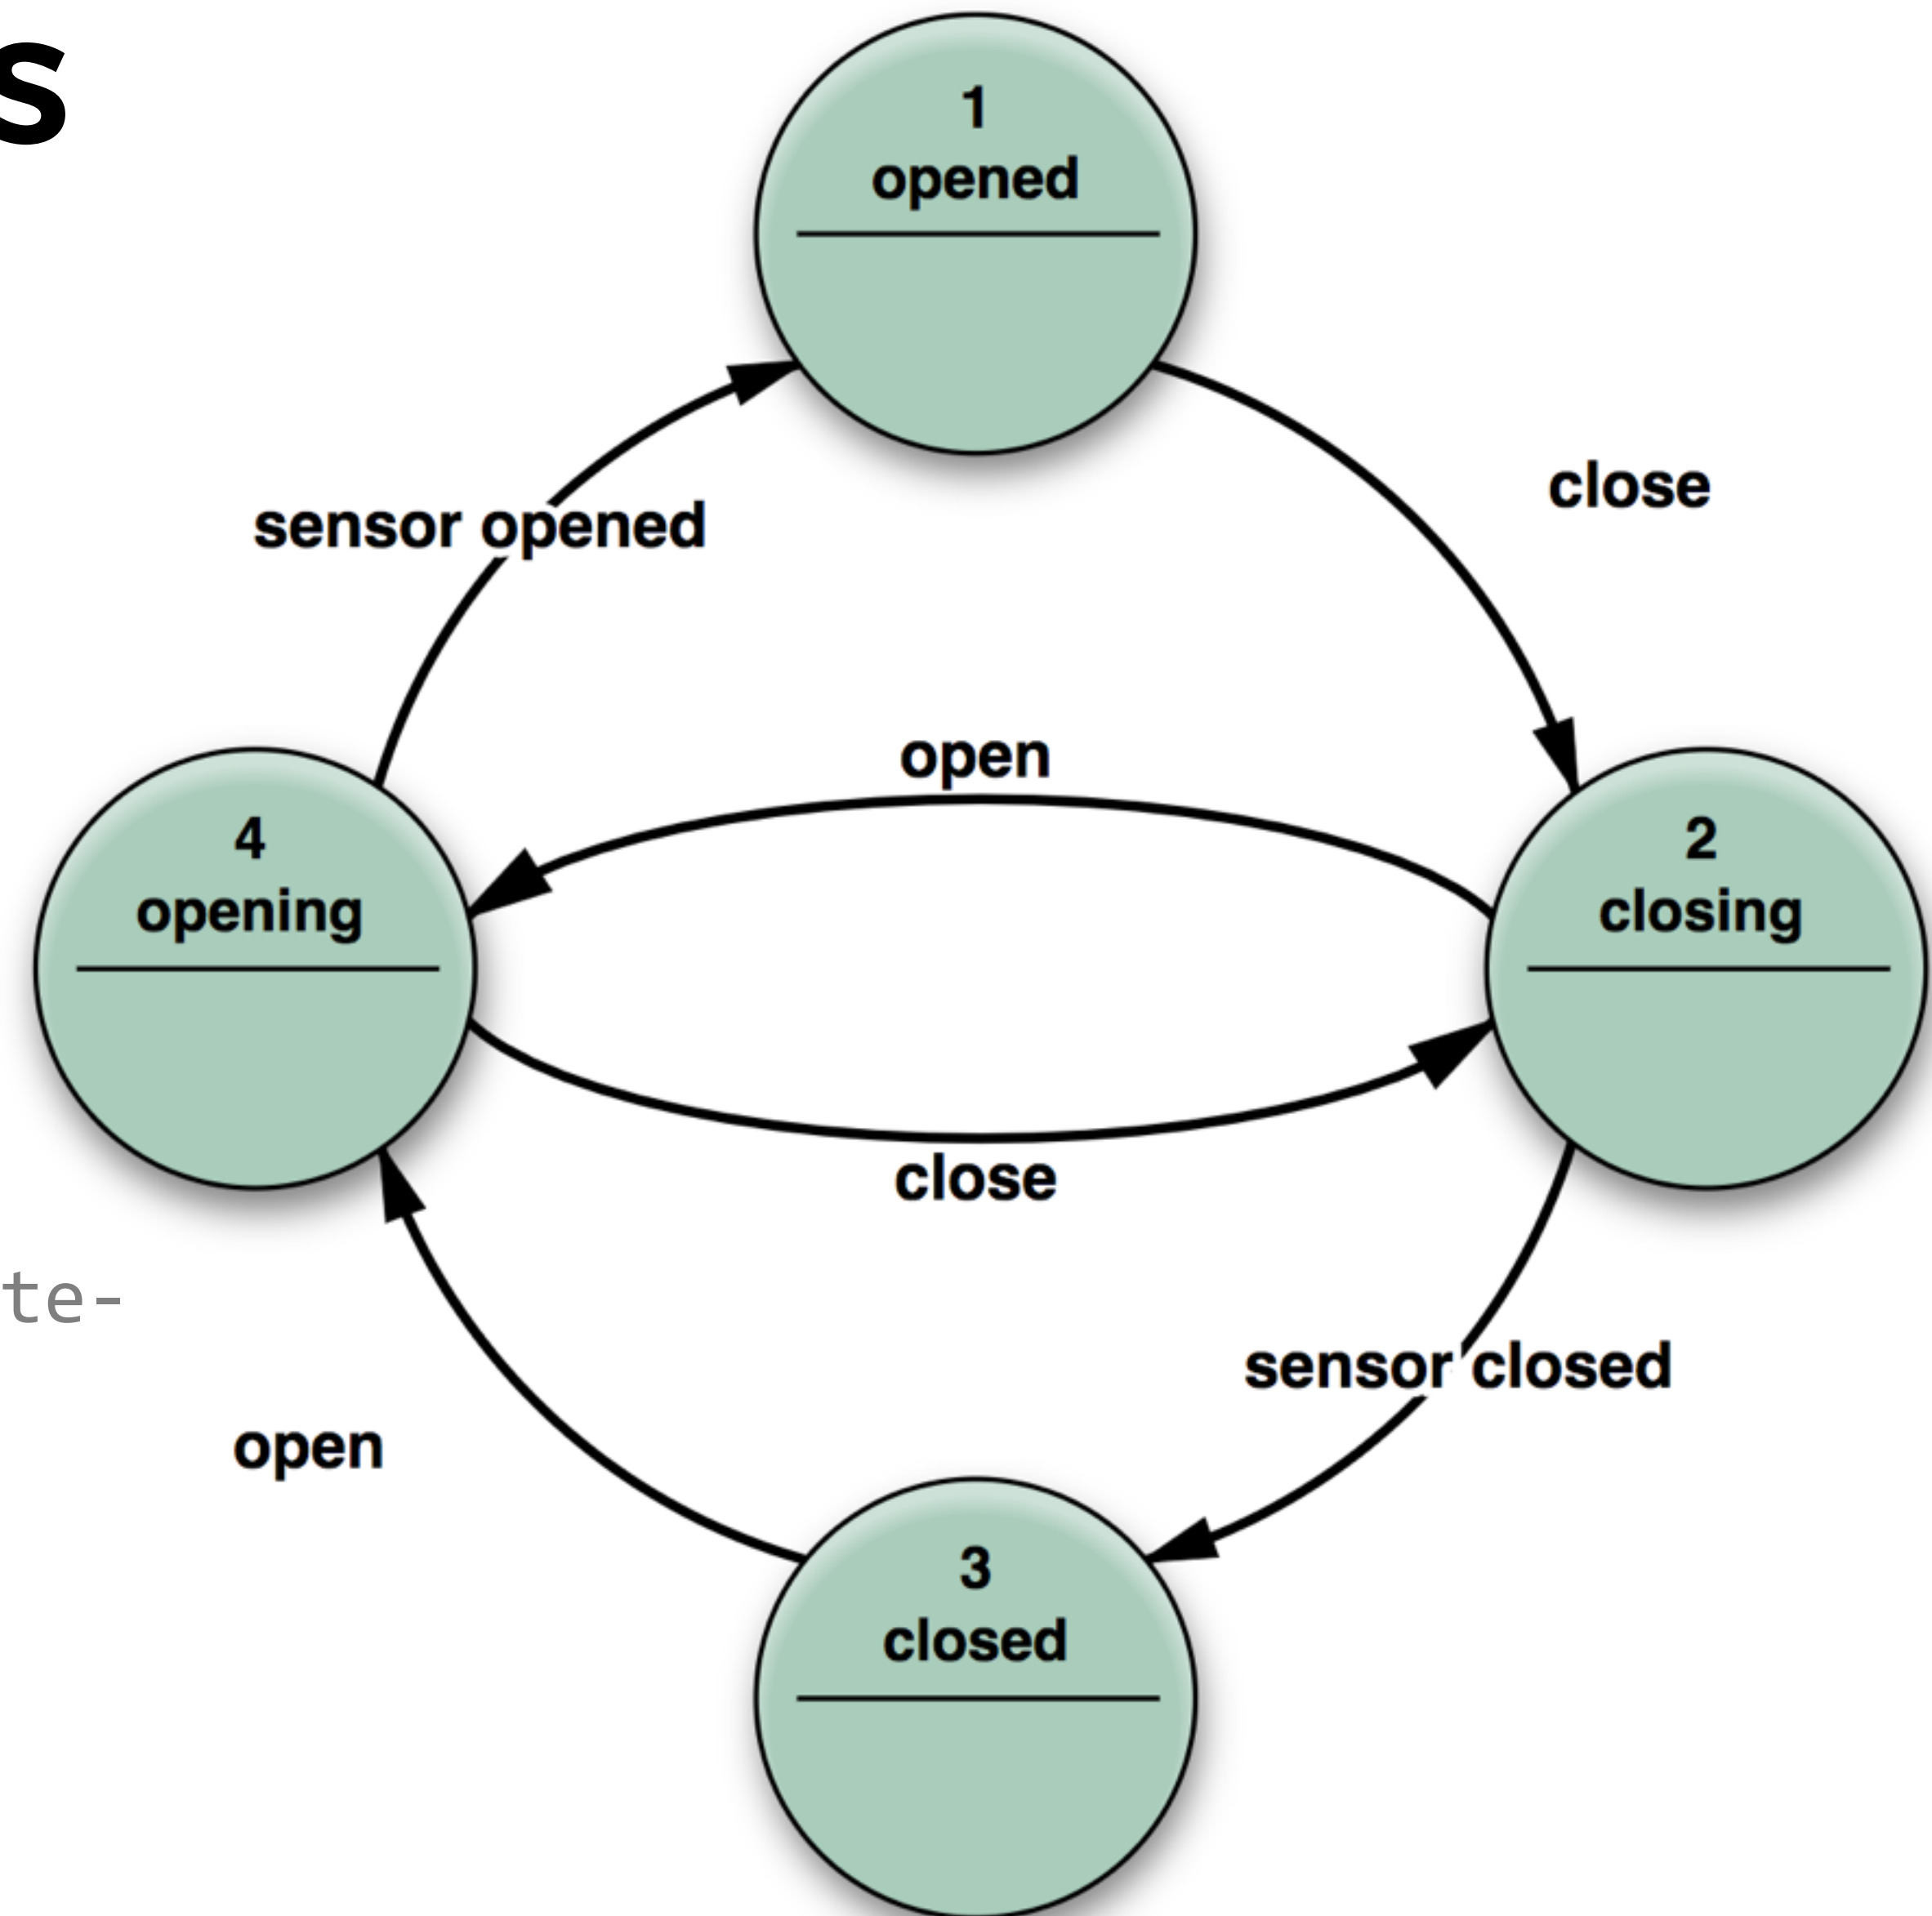 s
1
opened
close
sensor opened
open
4
opening
2
closing
close
te-
sensor closed
open
3
closed